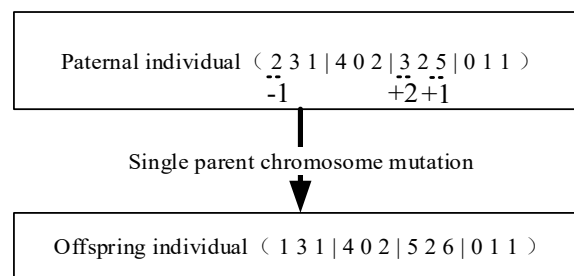 Paternal individual（2 3 1 | 4 0 2 | 3 2 5 | 0 1 1）
-1 +2 +1
Single parent chromosome mutation
Offspring individual（1 3 1 | 4 0 2 | 5 2 6 | 0 1 1）